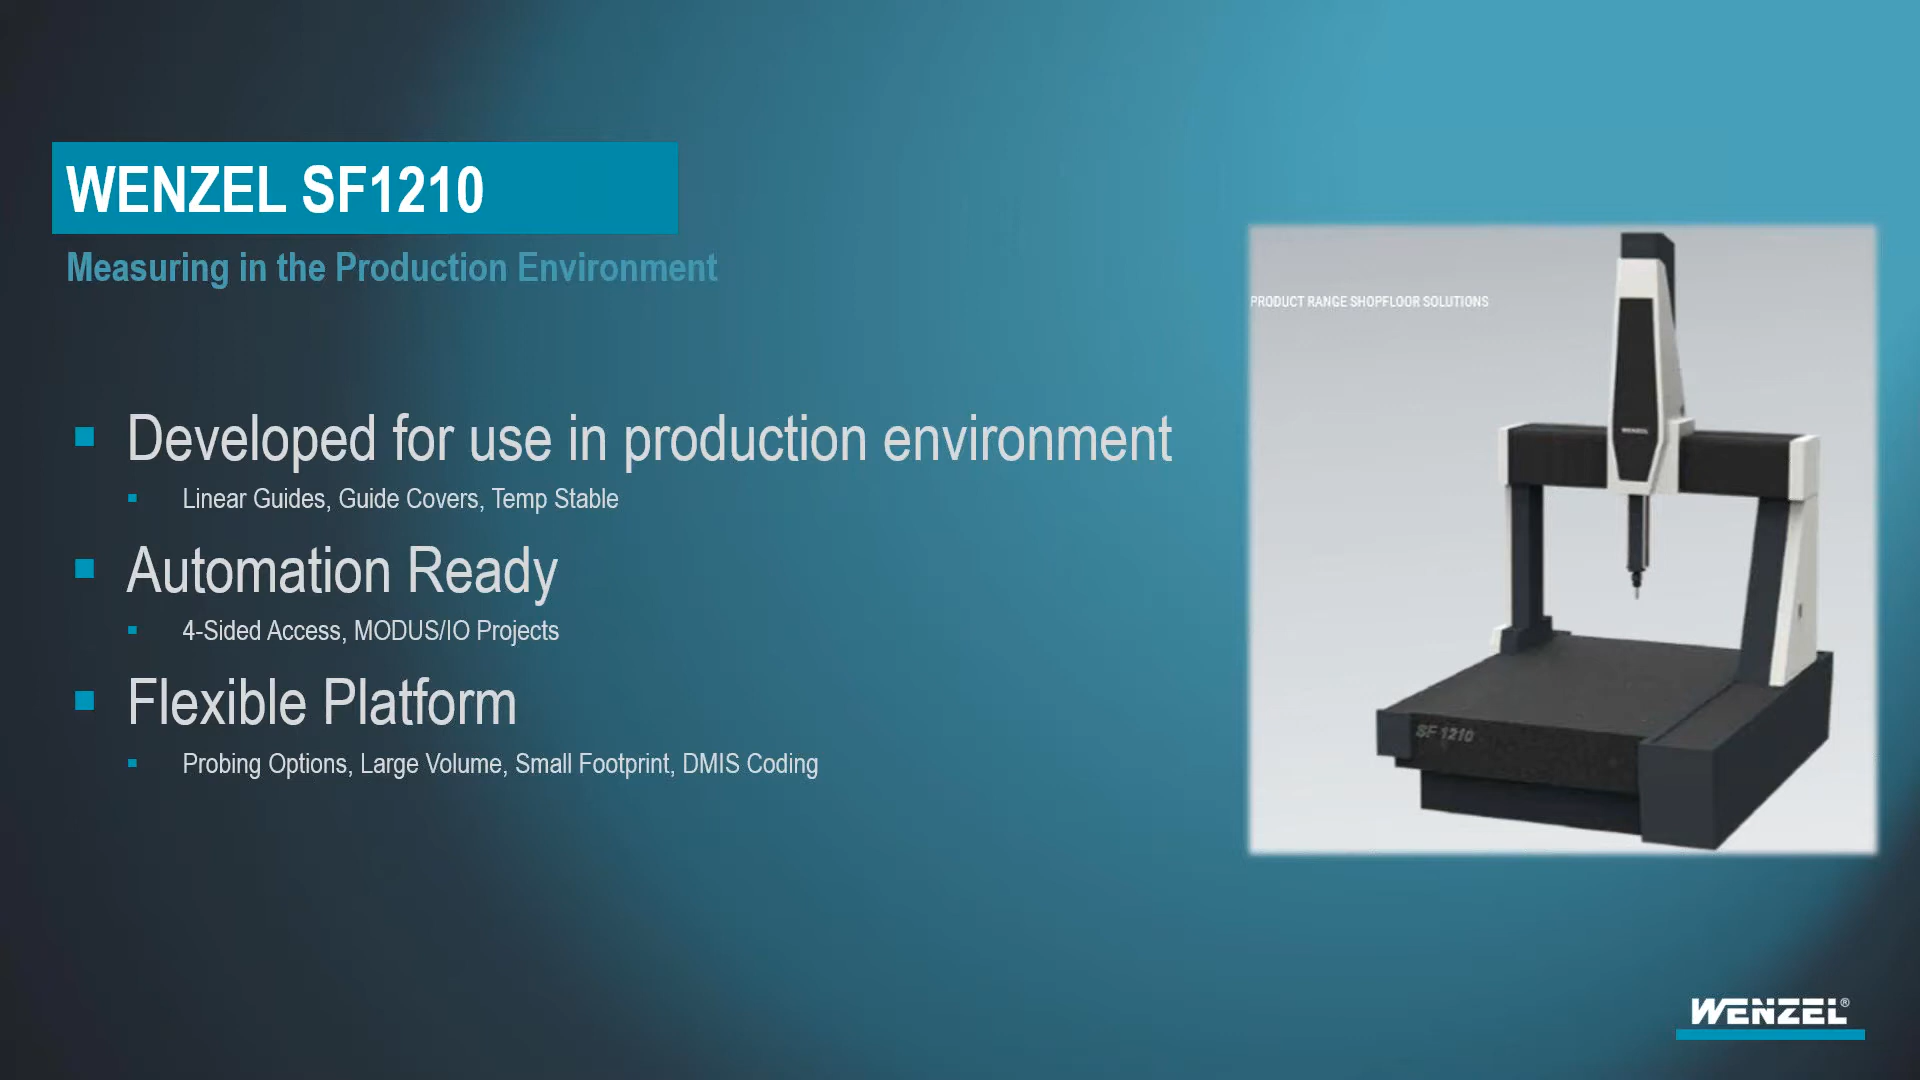 WENZEL SF1210
Measuring in the Production Environment
Developed for use in production environment
Linear Guides, Guide Covers, Temp Stable
Automation Ready
4-Sided Access, MODUS/IO Projects
Flexible Platform
Probing Options, Large Volume, Small Footprint, DMIS Coding
PRODUCT RANGE SHOPFLOOR SOLUTIONS
WENZEL
SF 1210
WENZEL®